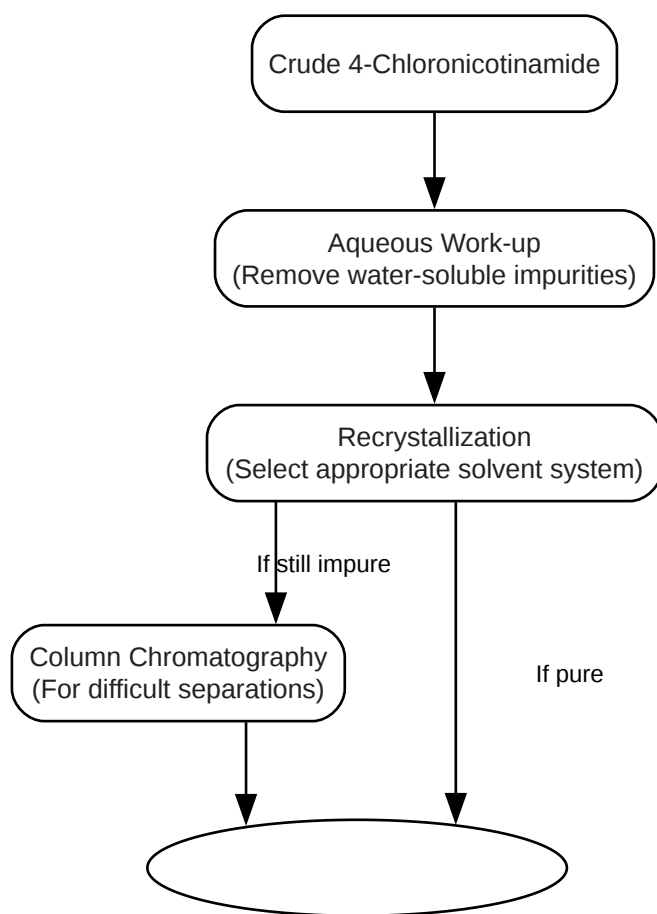 Crude 4-Chloronicotinamide
Aqueous Work-up
(Remove water-soluble impurities)
Recrystallization
(Select appropriate solvent system)
If still impure
Column Chromatography
(For difficult separations)
If pure